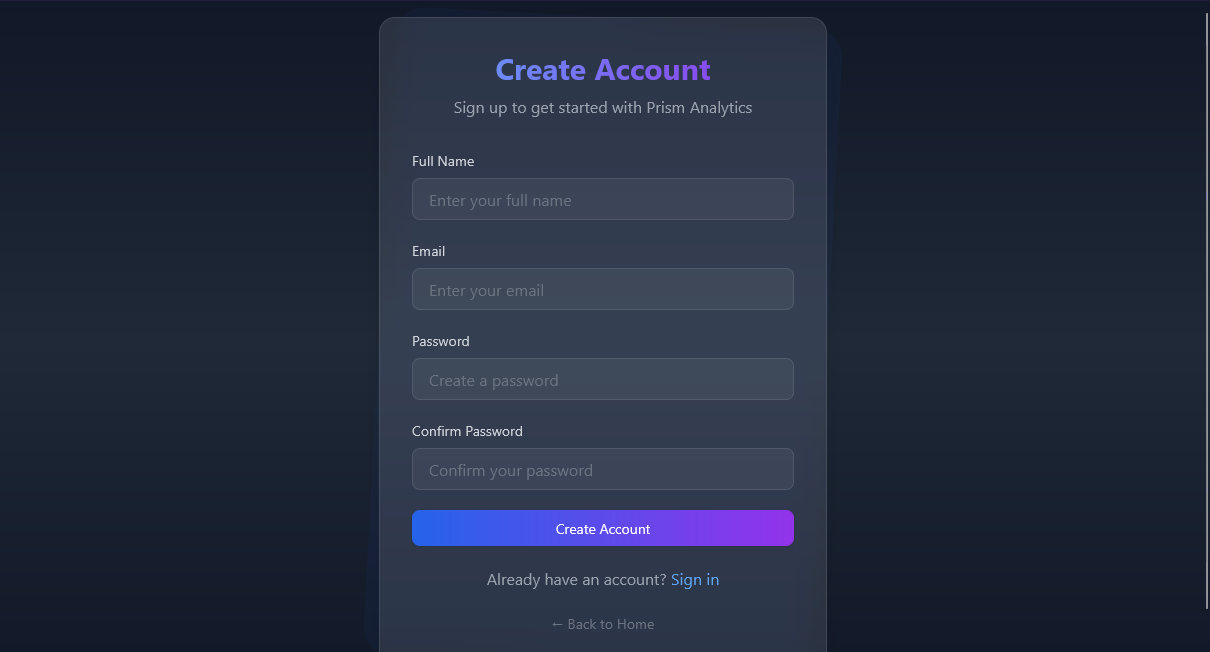 Create Account
Sign up to get started with Prism Analytics
Full Name
Enter your full name
Email
Enter your email
Password
Create a password
Confirm Password
Confirm your password
Create Account
Already have an account? Sign in
← Back to Home